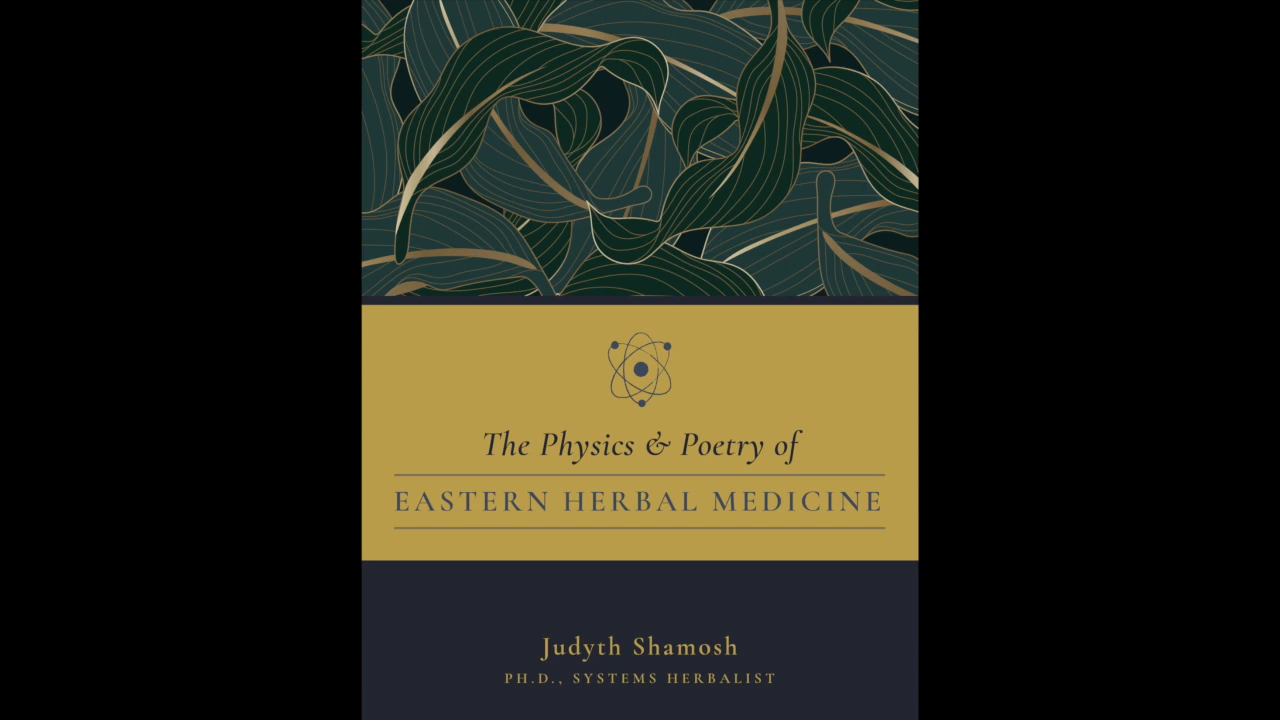 The Physics & Poetry of
EASTERN HERBAL MEDICINE
Judyth Shamosh
PH.D., SYSTEMS HERBALIST